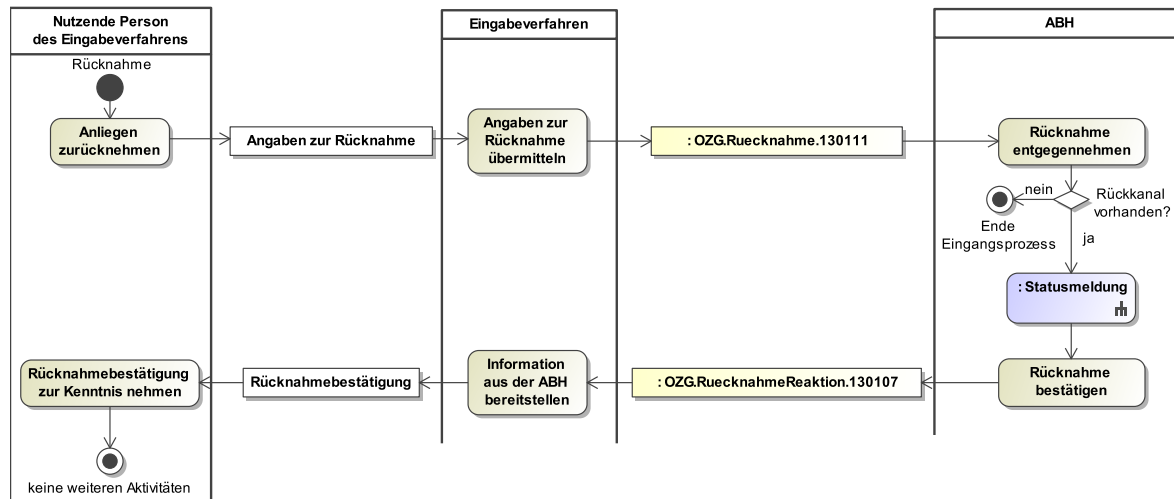 Nutzende Person
des Eingabeverfahrens
Eingabeverfahren
ABH
Rücknahme
Anliegen
zurücknehmen
Angaben zur Rücknahme
Angaben zur
Rücknahme
übermitteln
: OZG.Ruecknahme.130111
Rücknahme
entgegennehmen
nein
Rückkanal
vorhanden?
Ende
Eingangsprozess
ja
: Statusmeldung
Rücknahmebestätigung
zur Kenntnis nehmen
Rücknahmebestätigung
Information
aus der ABH
bereitstellen
: OZG.RuecknahmeReaktion.130107
Rücknahme
bestätigen
keine weiteren Aktivitäten